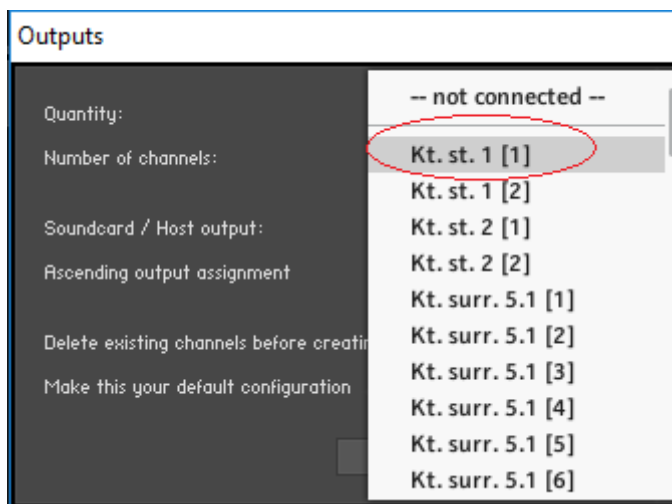 Outputs
Quantity:
Number of channels:
Soundcard / Host output:
Ascending output assignment
Delete existing channels before
Make this your default configuration
-- not connected --
Kt. st. 1 [1]
Kt. st. 1 [2]
Kt. st. 2 [1]
Kt. st. 2 [2]
Kt. surr. 5.1 [1]
Kt. surr. 5.1 [2]
Kt. surr. 5.1 [3]
Kt. surr. 5.1 [4]
Kt. surr. 5.1 [5]
Kt. surr. 5.1 [6]